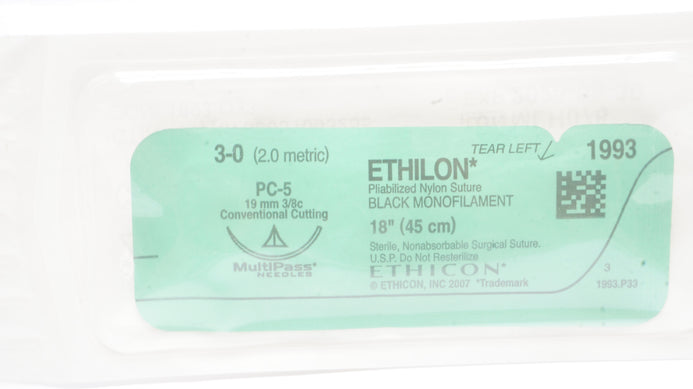 3-0 (2.0 metric)
PC-5
19 mm 3/8c
Conventional Cutting
MultiPass*
NEEDLES
TEAR LEFT
ETHILON*
Pliabilized Nylon Suture
BLACK MONOFILAMENT
18" (45 cm)
Sterile, Nonabsorbable Surgical Suture.
U.S.P. Do Not Resterilize
ETHICON*
© ETHICON, INC 2007 *Trademark
1993
3
1993.P33